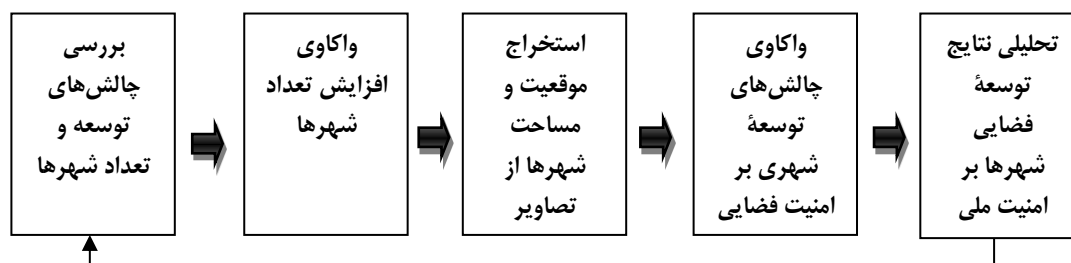 بررسی
چالش‌های
توسعه و
تعداد شهرها
واکاوی
افزایش تعداد
شهرها
استخراج
موقعیت و
مساحت
شهرها از
تصاویر
واکاوی
چالش‌های
توسعهٔ
شهری بر
امنیت فضایی
تحلیلی نتایج
توسعهٔ
فضایی
شهرها بر
امنیت ملی